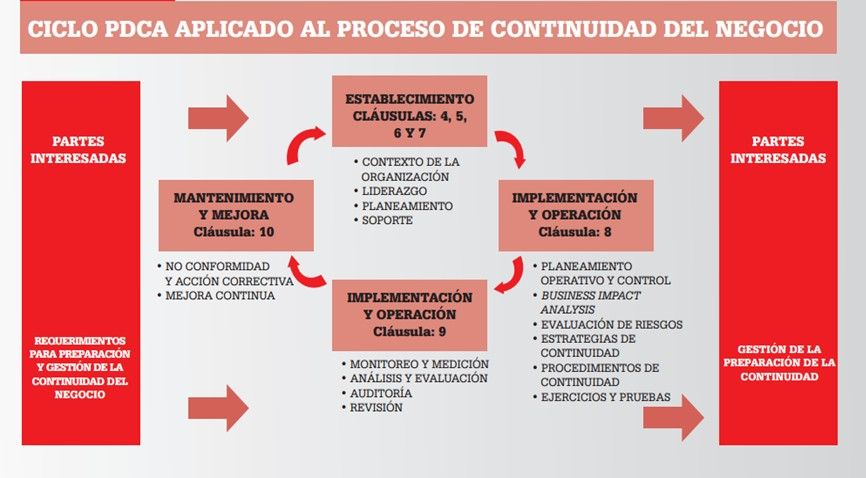 CICLO PDCA APLICADO AL PROCESO DE CONTINUIDAD DEL NEGOCIO
PARTES
INTERESADAS
REQUERIMIENTOS
PARA PREPARACIÓN
Y GESTIÓN DE LA
CONTINUIDAD DEL
NEGOCIO
ESTABLECIMIENTO
CLÁUSULAS: 4, 5,
6 Y 7
• CONTEXTO DE LA
ORGANIZACIÓN
• LIDERAZGO
• PLANEAMIENTO
• SOPORTE
MANTENIMIENTO
Y MEJORA
Cláusula: 10
• NO CONFORMIDAD
Y ACCIÓN CORRECTIVA
• MEJORA CONTINUA
IMPLEMENTACIÓN
Y OPERACIÓN
Cláusula: 8
• PLANEAMIENTO
OPERATIVO Y CONTROL
• BUSINESS IMPACT
ANALYSIS
• EVALUACIÓN DE RIESGOS
• ESTRATEGIAS DE
CONTINUIDAD
• PROCEDIMIENTOS DE
CONTINUIDAD
• EJERCICIOS Y PRUEBAS
IMPLEMENTACIÓN
Y OPERACIÓN
Cláusula: 9
• MONITOREO Y MEDICIÓN
• ANÁLISIS Y EVALUACIÓN
• AUDITORÍA
• REVISIÓN
PARTES
INTERESADAS
GESTIÓN DE LA
PREPARACIÓN DE LA
CONTINUIDAD